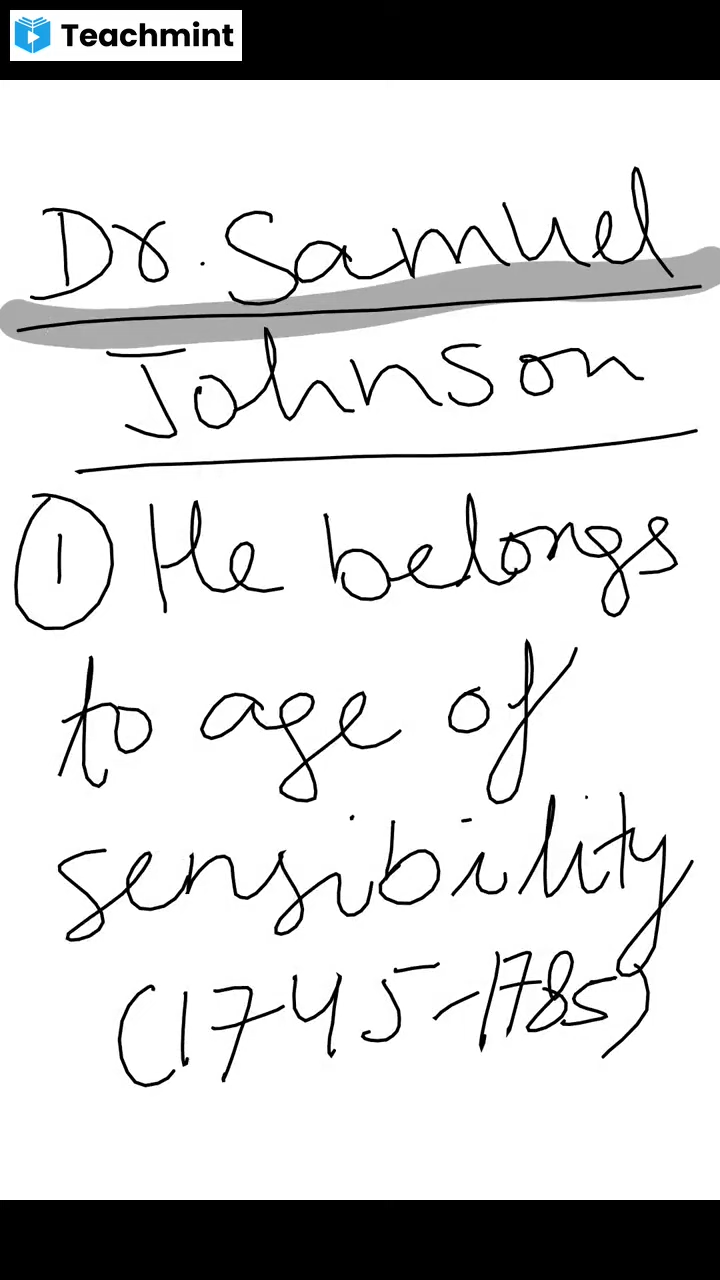 Teachmint
Dr. Samuel
Johnson
① He belongs
to age of
sensibility
(1745-1785)